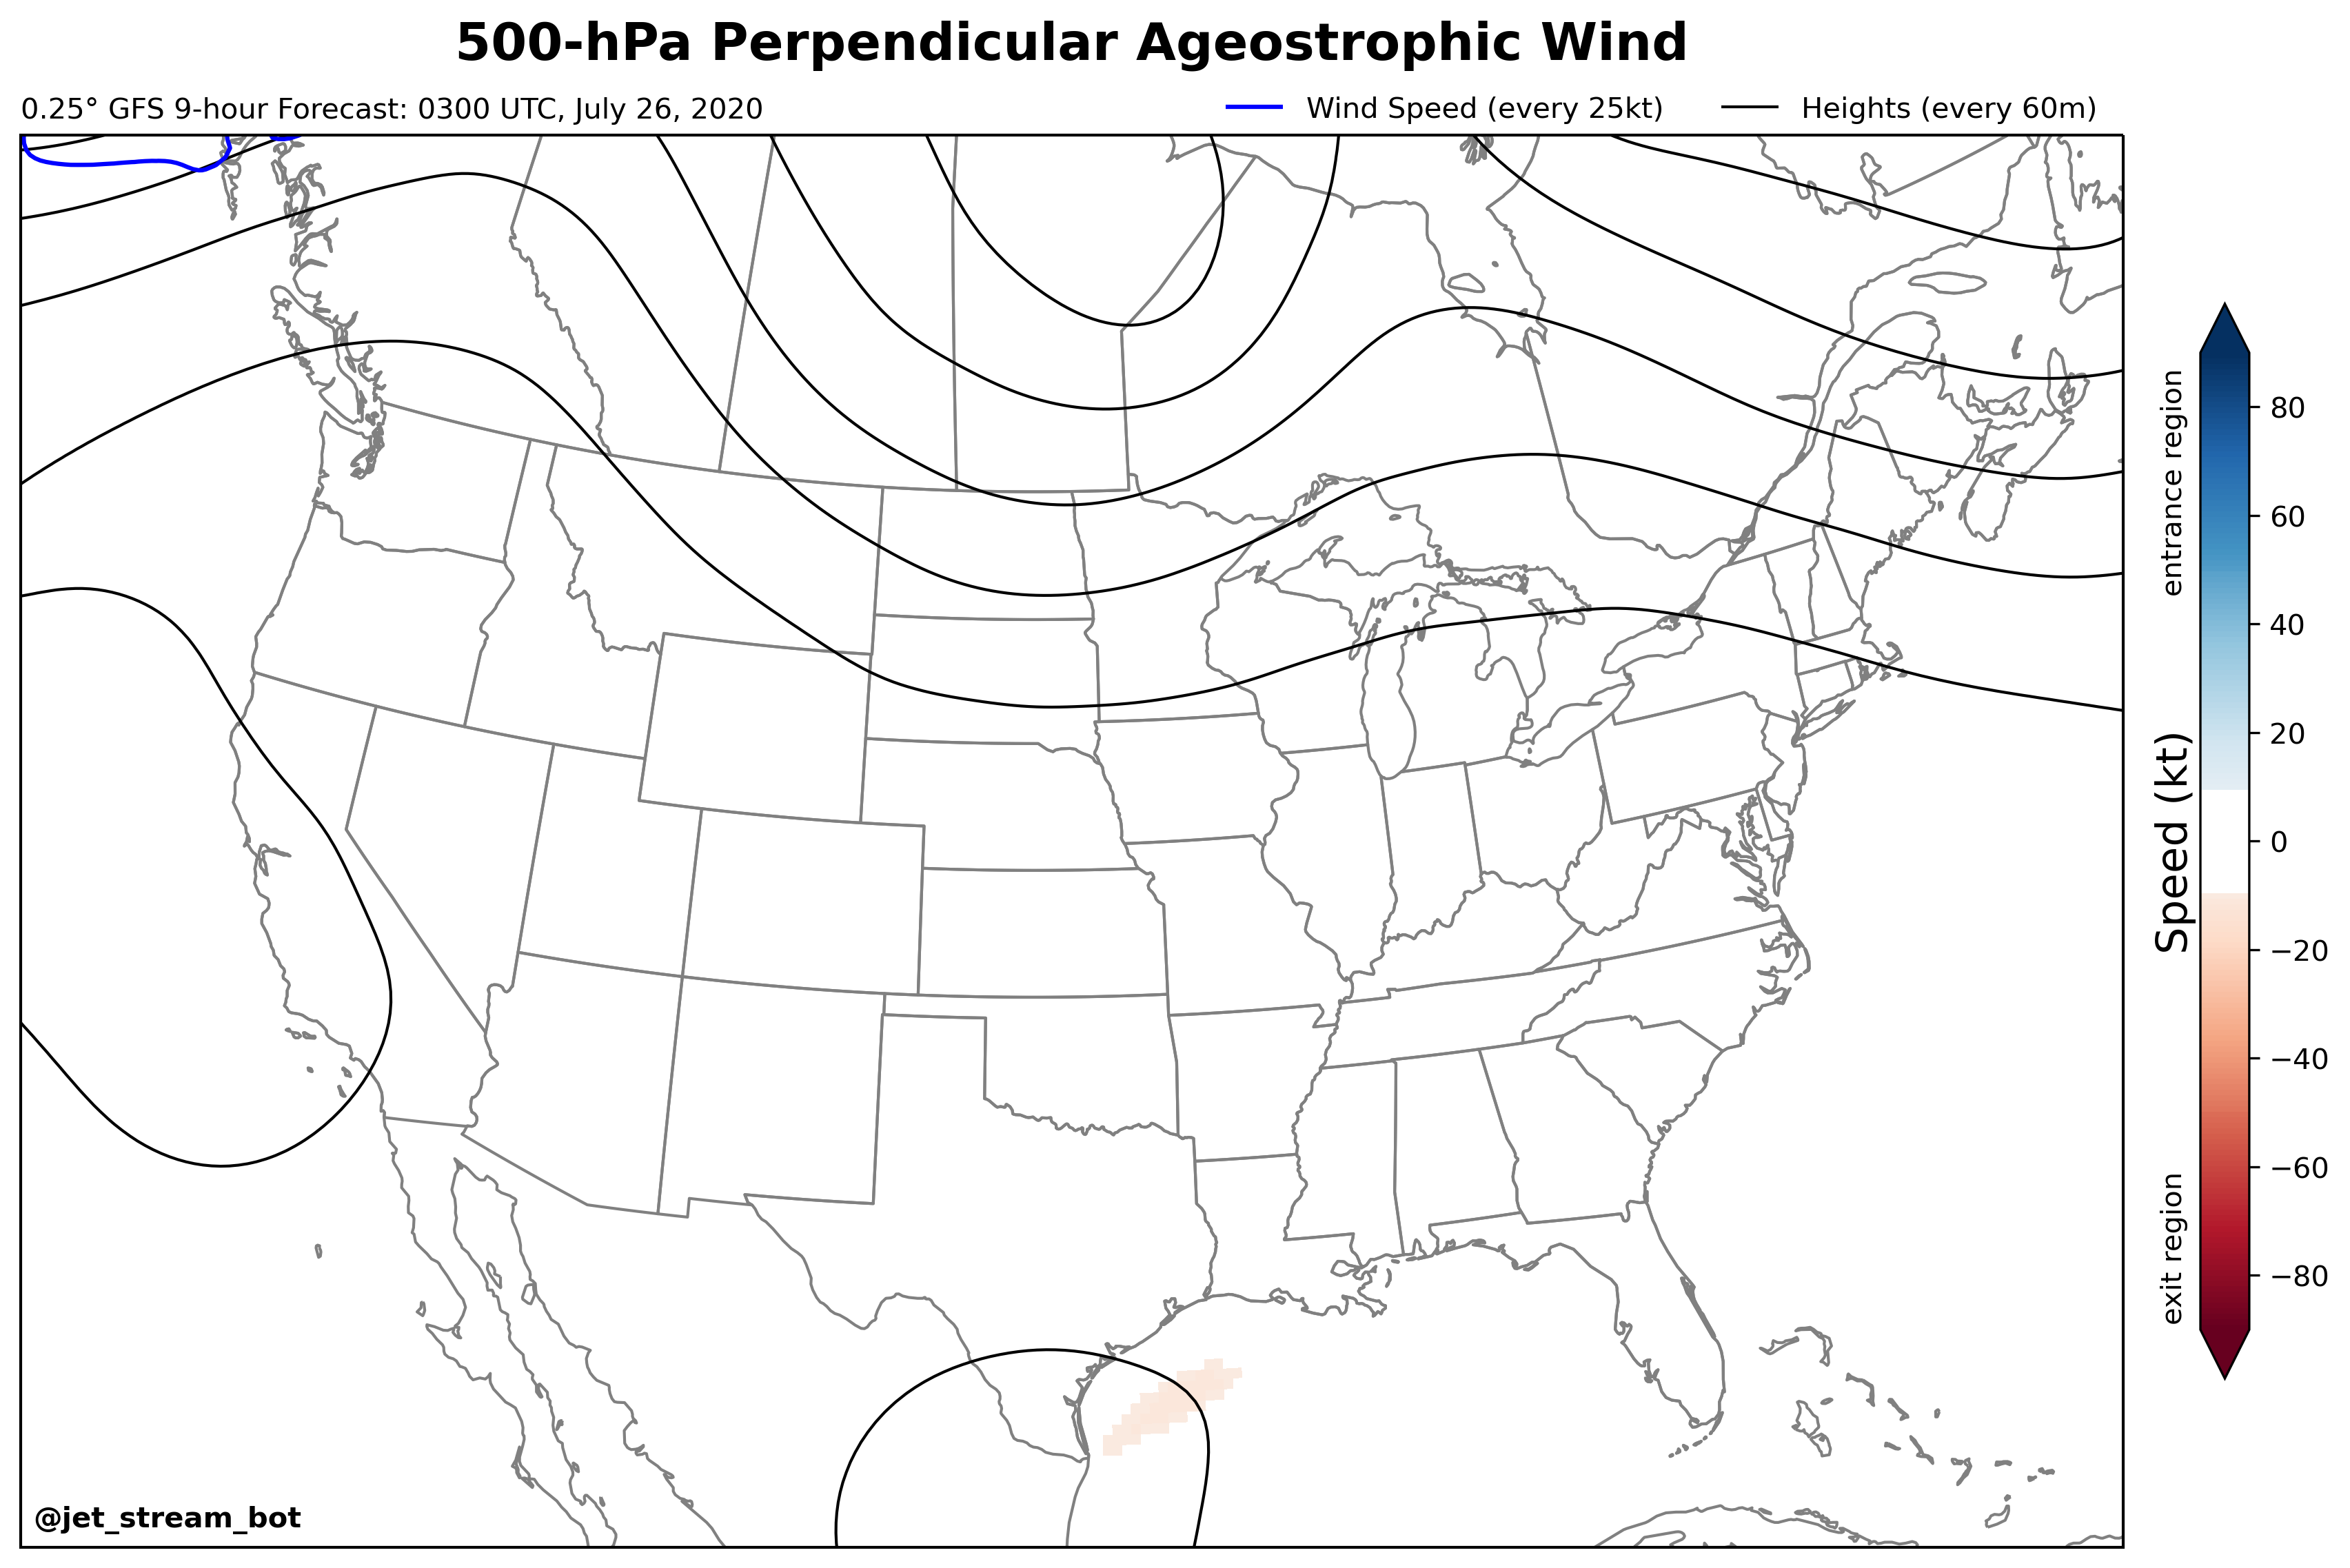 500-hPa Perpendicular Ageostrophic Wind
0.25° GFS 9-hour Forecast: 0300 UTC, July 26, 2020
Wind Speed (every 25kt)
Heights (every 60m)
entrance region
Speed (kt)
exit region
80
60
40
20
0
−20
−40
−60
−80
@jet_stream_bot